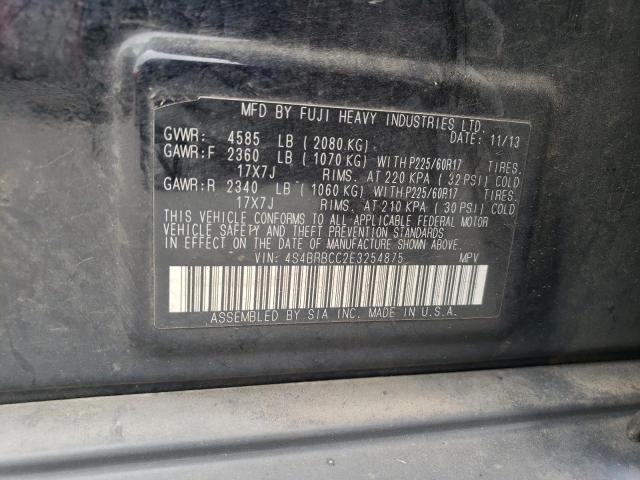 MFD BY FUJI HEAVY INDUSTRIES LTD.
GVWR: 4585 LB (2080 KG) DATE: 11/13
GAWR:F 2360 LB (1070 KG) WITH P225/60R17 TIRES.
17X7J RIMS. AT 220 KPA (32 PSI) COLD
GAWR:R 2340 LB (1060 KG) WITH P225/60R17 TIRES.
17X7J RIMS. AT 210 KPA (30 PSI) COLD
THIS VEHICLE CONFORMS TO ALL APPLICABLE FEDERAL MOTOR
VEHICLE SAFETY AND THEFT PREVENTION STANDARDS
IN EFFECT ON THE DATE OF MANUFACTURE SHOWN ABOVE.
VIN: 4S4BRBCC2E3254875 MPV
ASSEMBLED BY SIA INC. MADE IN U.S.A.